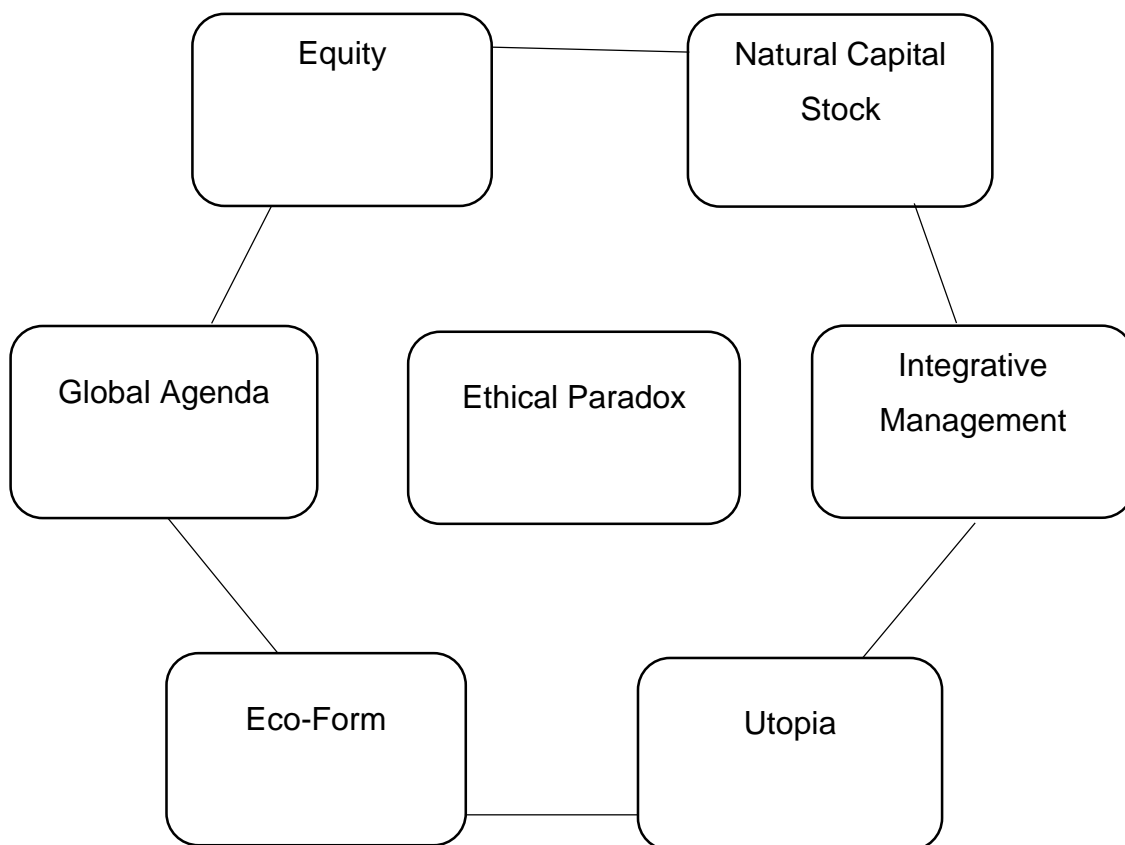 Equity
Natural Capital
Stock
Global Agenda
Ethical Paradox
Integrative
Management
Eco-Form
Utopia